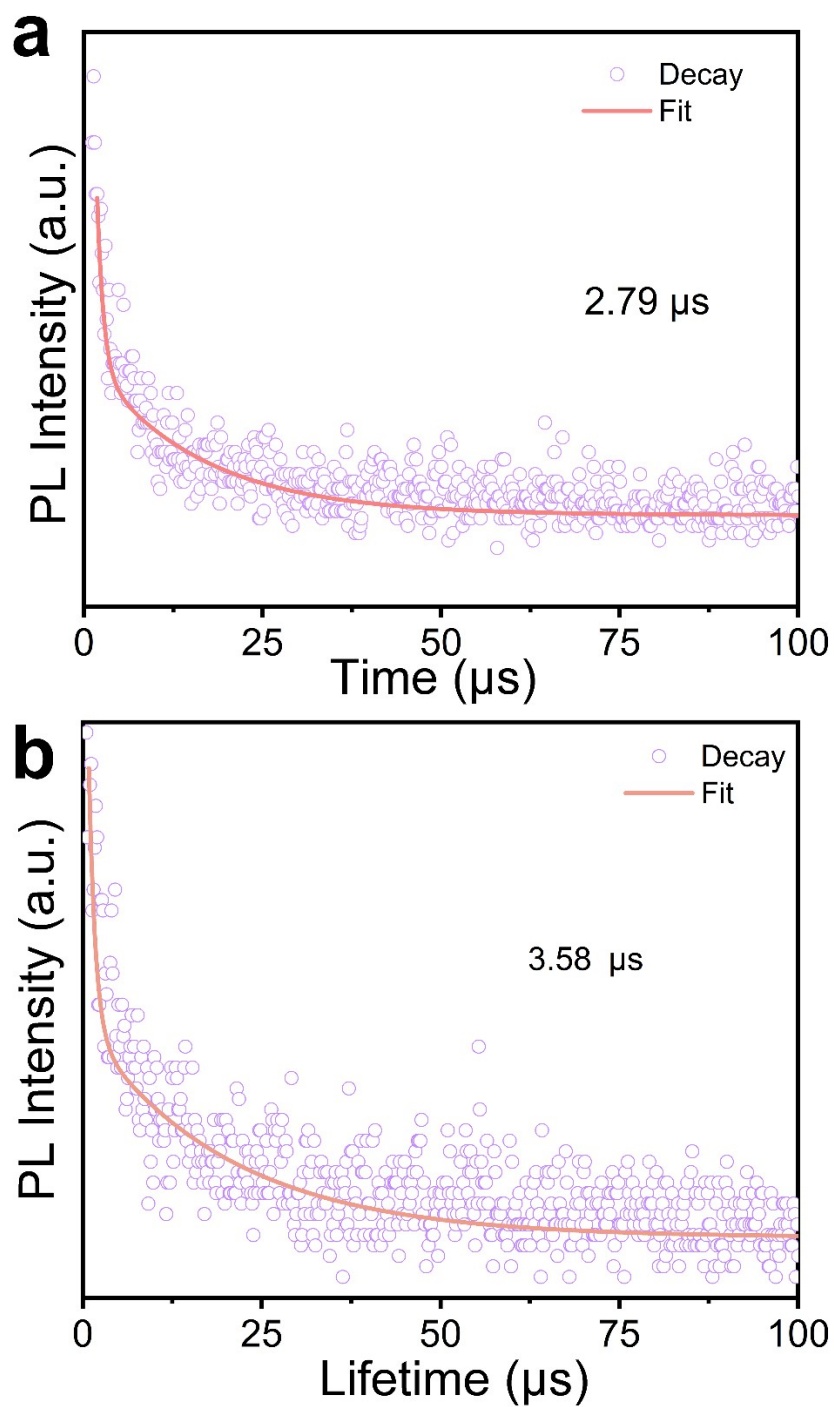 a
Decay
Fit
PL Intensity (a.u.)
2.79 μs
0 25 50 75 100
Time (μs)
b
Decay
Fit
PL Intensity (a.u.)
3.58 μs
0 25 50 75 100
Lifetime (μs)